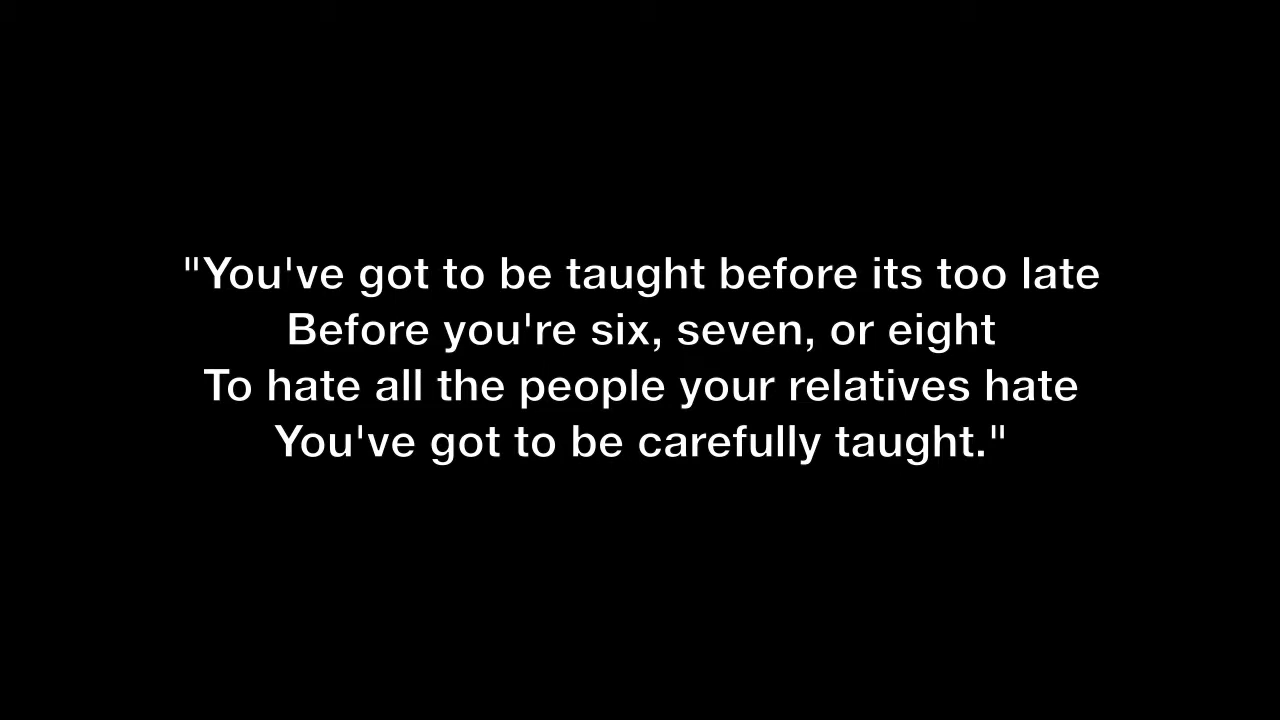 "You've got to be taught before its too late
Before you're six, seven, or eight
To hate all the people your relatives hate
You've got to be carefully taught."